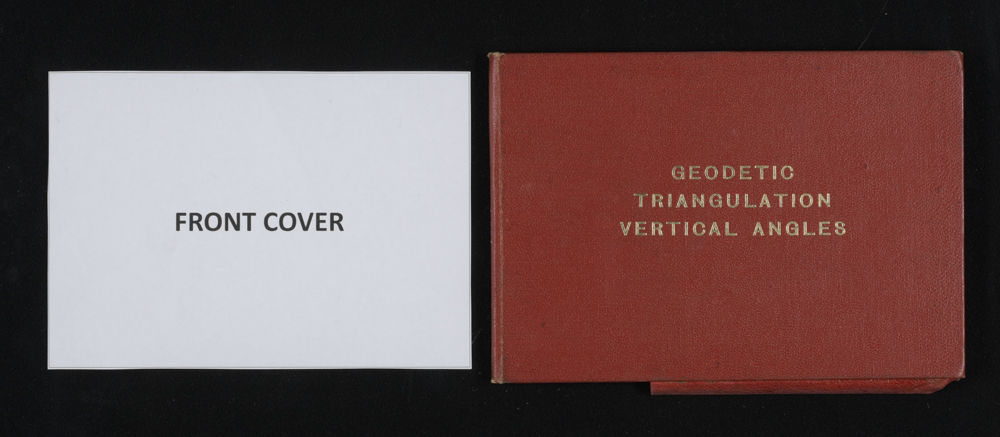 FRONT COVER
GEODETIC
TRIANGULATION
VERTICAL ANGLES